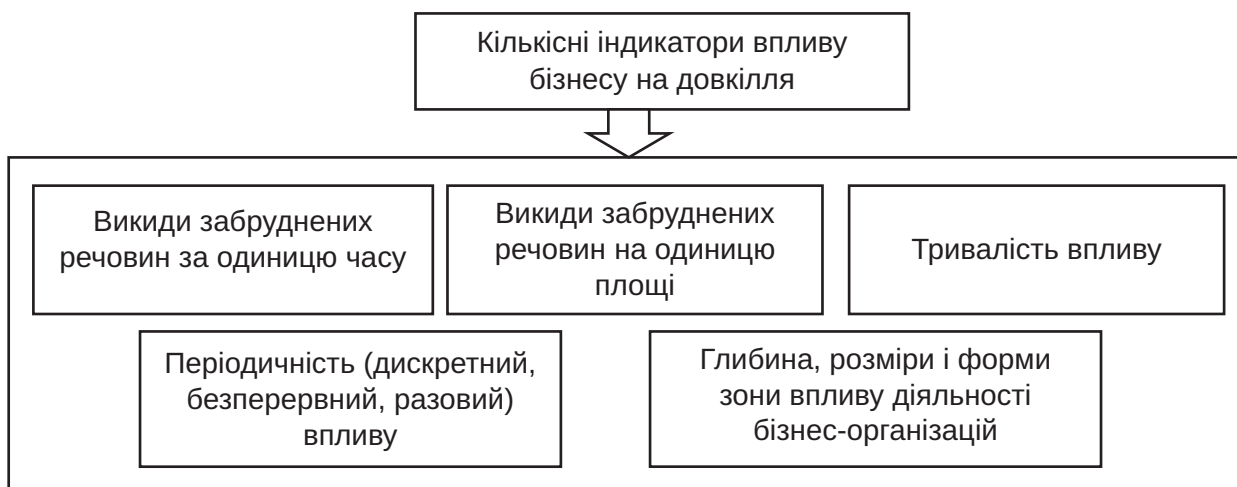 Кількісні індикатори впливу
бізнесу на довкілля
Викиди забруднених
речовин за одиницю часу
Викиди забруднених
речовин на одиницю
площі
Тривалість впливу
Періодичність (дискретний,
безперервний, разовий)
впливу
Глибина, розміри і форми
зони впливу діяльності
бізнес-організацій